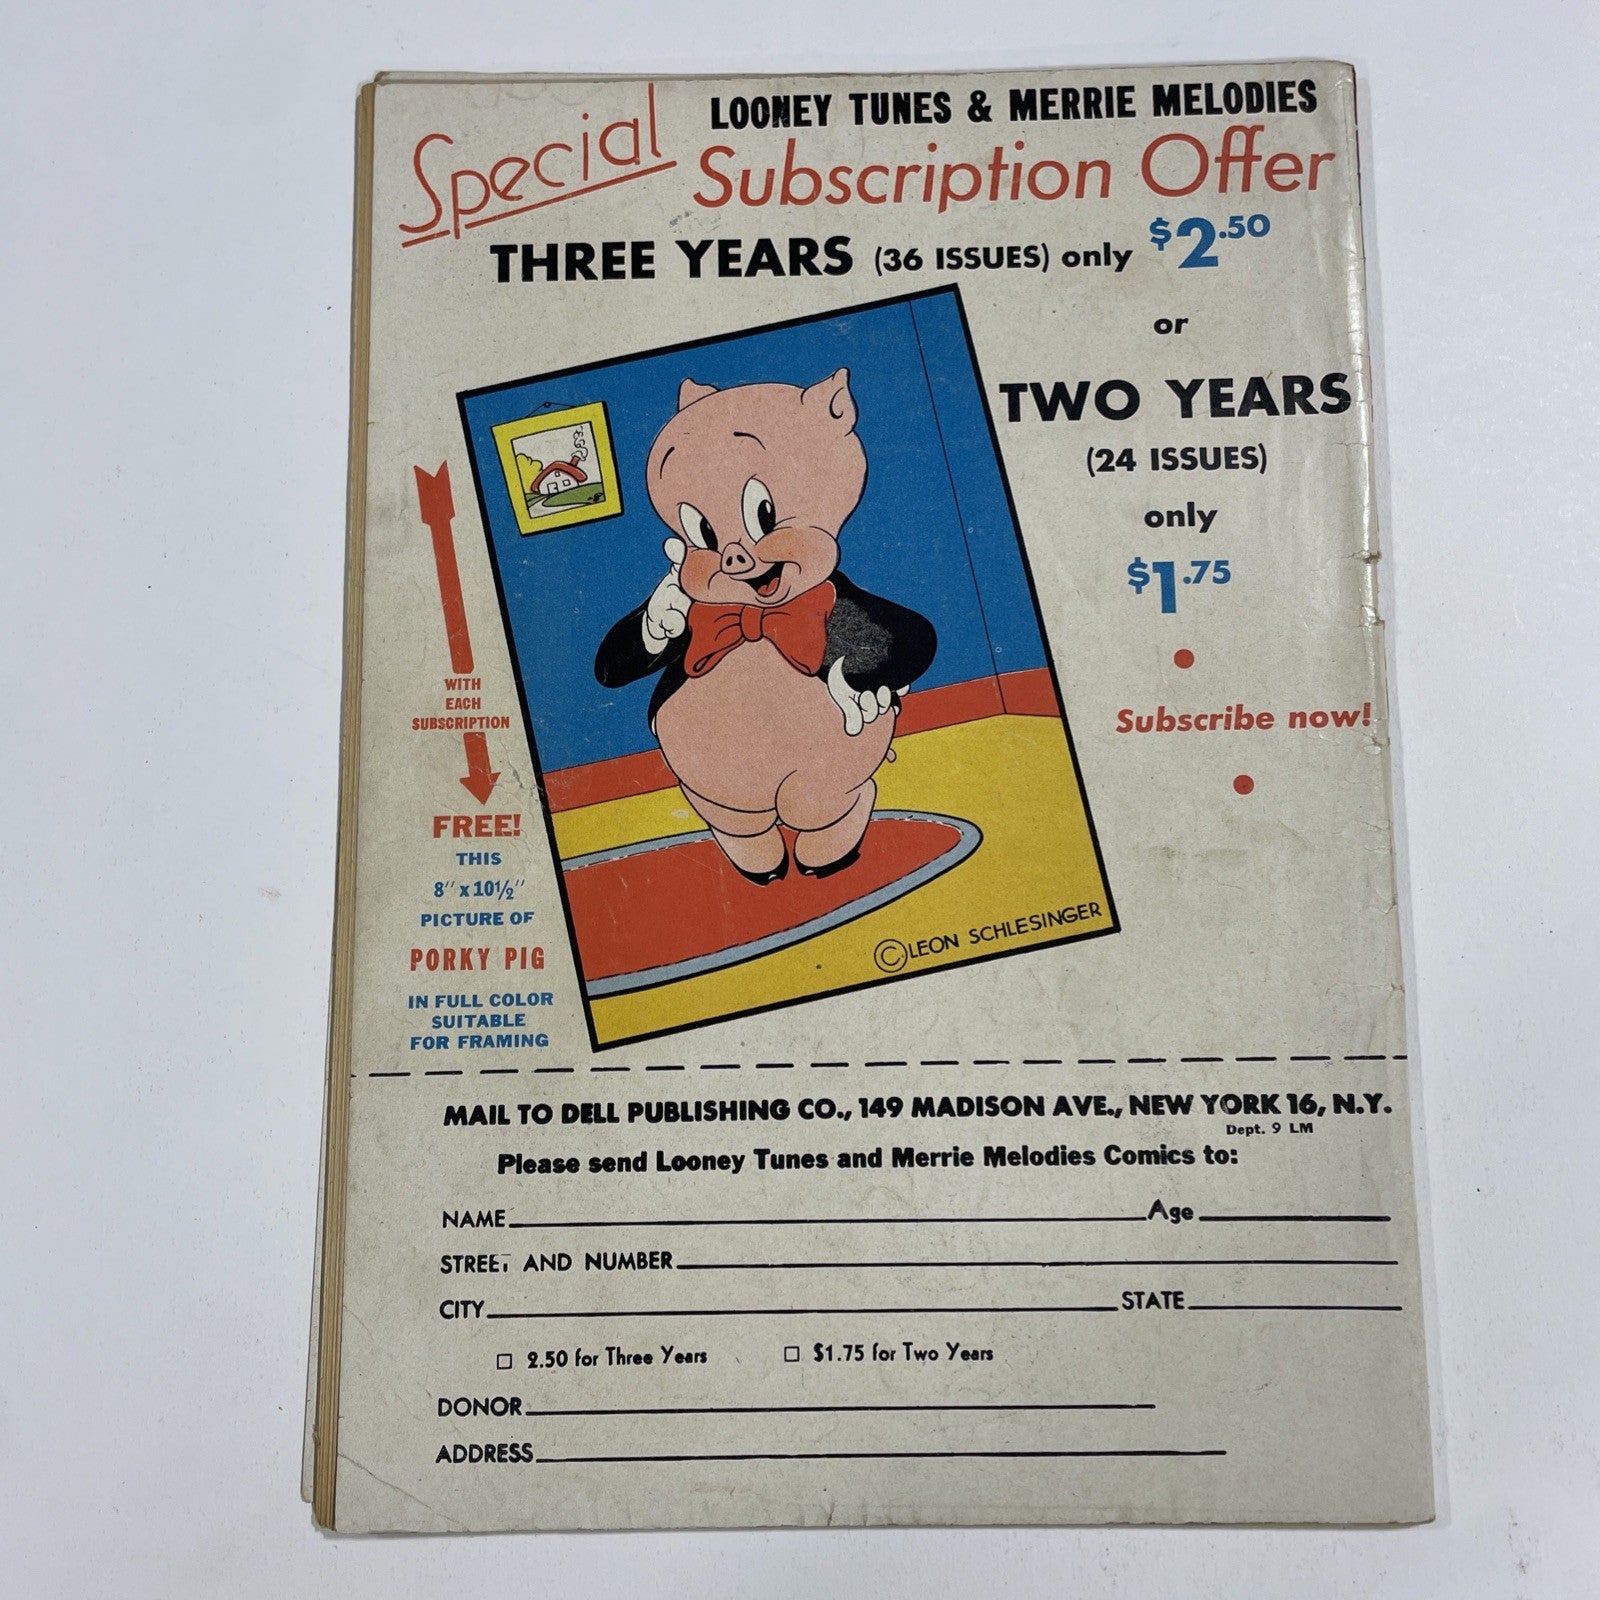 LOONEY TUNES & MERRIE MELODIES
Special Subscription Offer
THREE YEARS (36 ISSUES) only $2.50
or
TWO YEARS
(24 ISSUES)
only
$1.75
Subscribe now!
WITH
EACH
SUBSCRIPTION
FREE!
THIS
8" x 10½"
PICTURE OF
PORKY PIG
IN FULL COLOR
SUITABLE
FOR FRAMING
© LEON SCHLESINGER
MAIL TO DELL PUBLISHING CO., 149 MADISON AVE., NEW YORK 16, N.Y.
Dept. 9 LM
Please send Looney Tunes and Merrie Melodies Comics to:
NAME Age
STREET AND NUMBER
CITY STATE
2.50 for Three Years $1.75 for Two Years
DONOR
ADDRESS